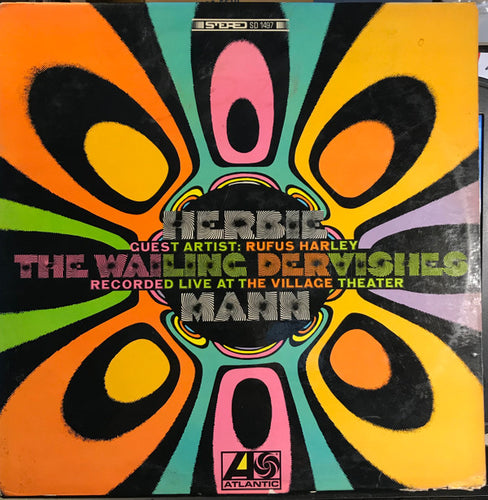 STEREO SD 1497
HERBIE
GUEST ARTIST: RUFUS HARLEY
THE WAILING DERVISHES
RECORDED LIVE AT THE VILLAGE THEATER
MANN
ATLANTIC